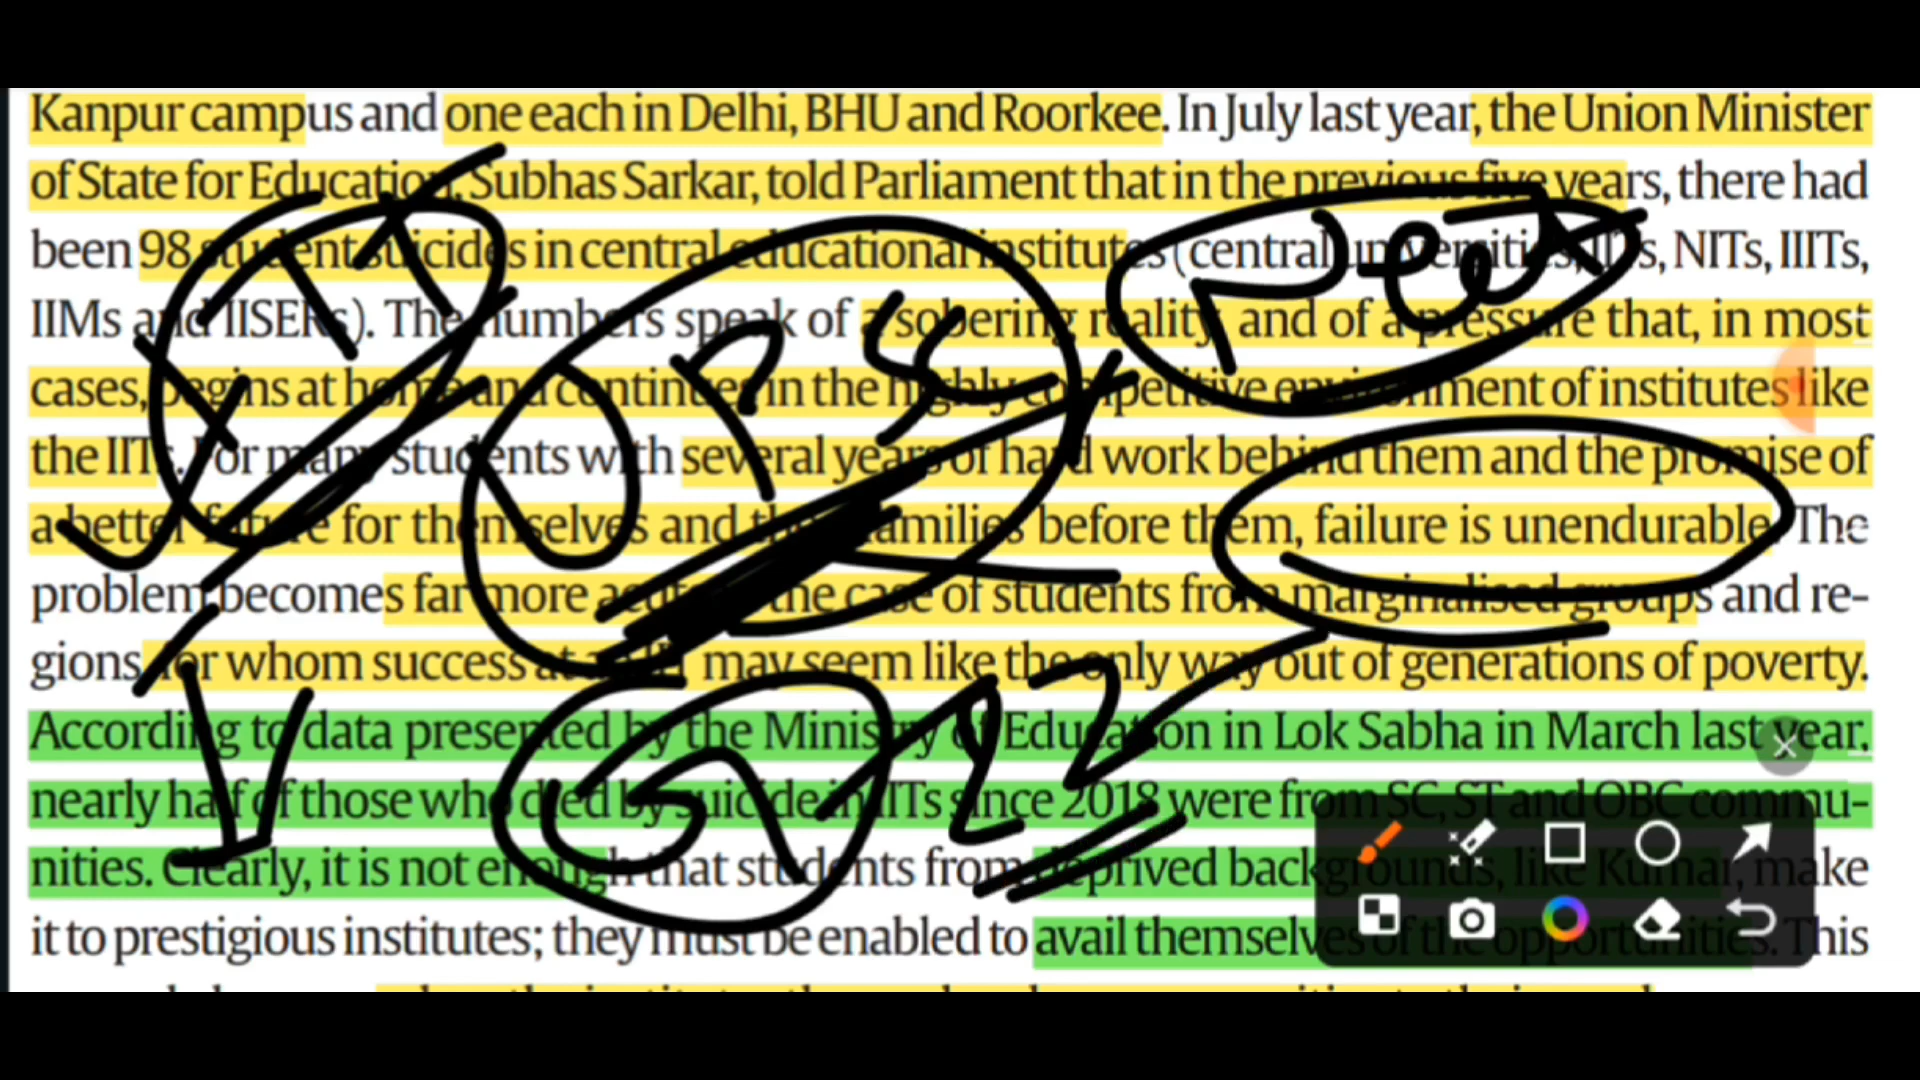 Kanpur campus and one each in Delhi, BHU and Roorkee. In July last year, the Union Minister
of State for Education, Subhas Sarkar, told Parliament that in the previous five years, there had
been 98 student suicides in central educational institutes (central universities, IITs, NITs, IIITs,
IIMs and IISERs). The numbers speak of a sobering reality, and of a pressure that, in most
cases, begins at home and continues in the highly competitive environment of institutes like
the IITs. For many students with several years of hard work behind them and the promise of
a better future for themselves and their families before them, failure is unendurable. The
problem becomes far more acute in the case of students from marginalised groups and re-
gions, for whom success at an IIT may seem like the only way out of generations of poverty.
According to data presented by the Ministry of Education in Lok Sabha in March last year,
nearly half of those who died by suicide in IITs since 2018 were from SC, ST and OBC commu-
nities. Clearly, it is not enough that students from deprived backgrounds, like Kumar, make
it to prestigious institutes; they must be enabled to avail themselves of the opportunities. This
UPSC
Neet